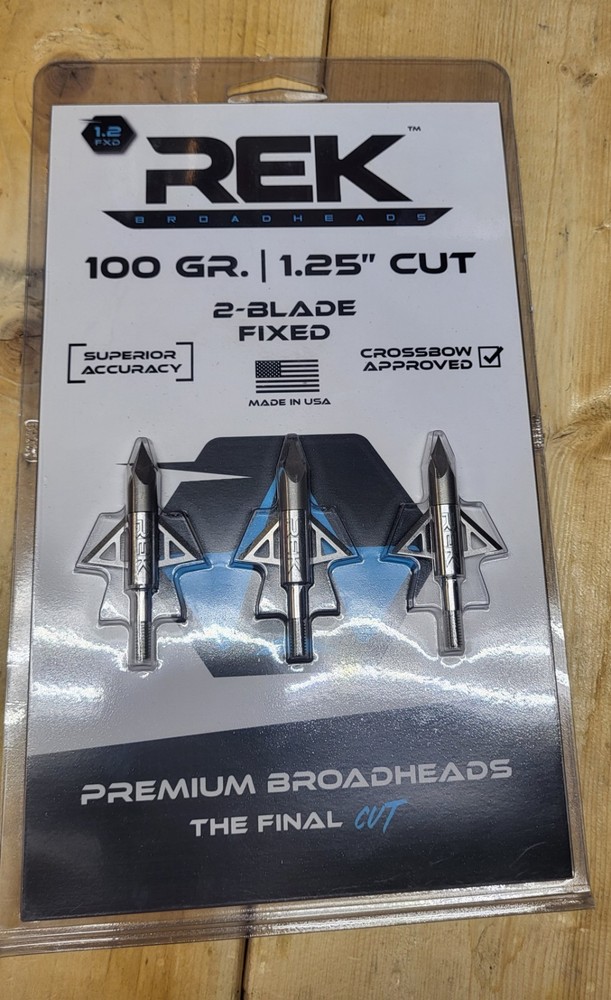 1.2
FXD
REK™
BROADHEADS
100 GR. | 1.25" CUT
2-BLADE
FIXED
SUPERIOR
ACCURACY
CROSSBOW
APPROVED
MADE IN USA
REK
REK
REK
PREMIUM BROADHEADS
THE FINAL CUT